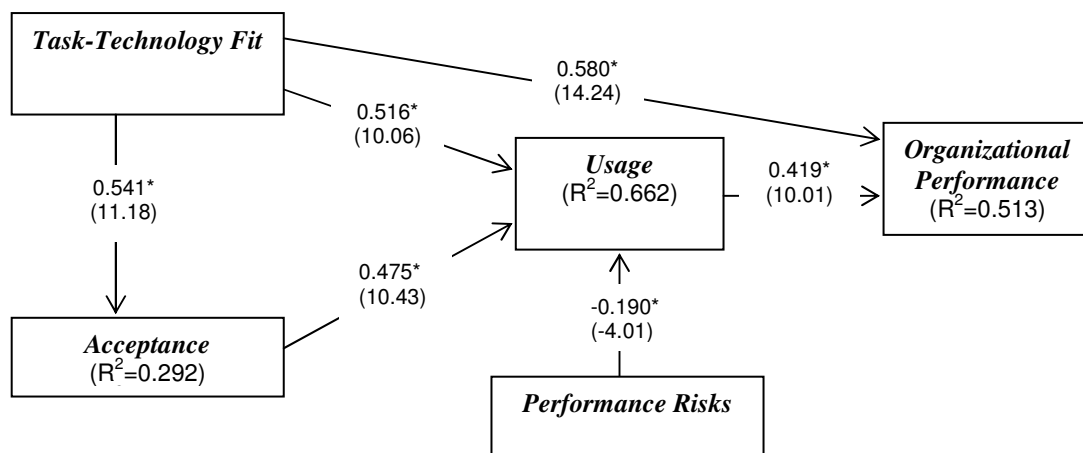 Task-Technology Fit
0.580*
(14.24)
0.516*
(10.06)
Usage
(R²=0.662)
0.419*
(10.01)
Organizational
Performance
(R²=0.513)
0.541*
(11.18)
0.475*
(10.43)
-0.190*
(-4.01)
Acceptance
(R²=0.292)
Performance Risks